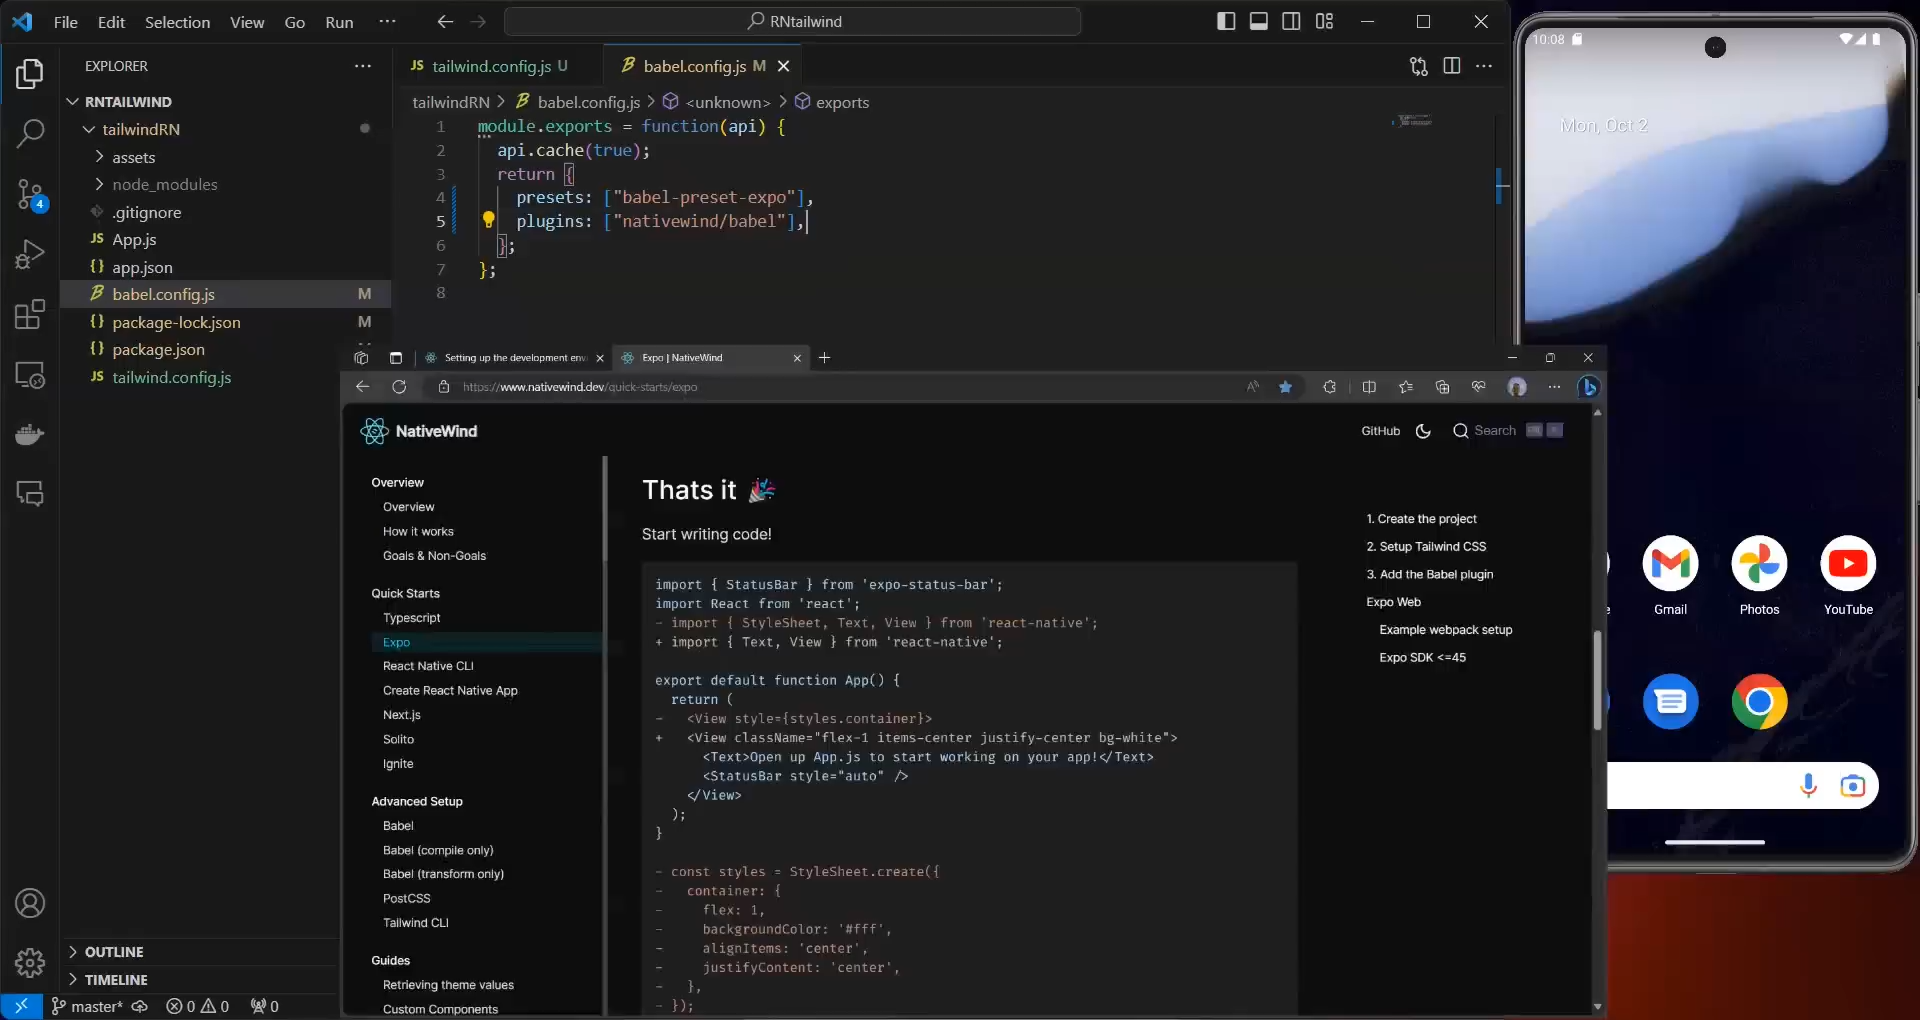 File Edit Selection View Go Run ···
RNtailwind
EXPLORER
RNTAILWIND
tailwindRN
assets
node_modules
.gitignore
JS App.js
{} app.json
babel.config.js M
{} package-lock.json M
{} package.json
JS tailwind.config.js
OUTLINE
TIMELINE
master* 0 0 0
4
JS tailwind.config.js U
babel.config.js M
tailwindRN > babel.config.js > <unknown> > exports
1 module.exports = function(api) {
2 api.cache(true);
3 return {
4 presets: ["babel-preset-expo"],
5 plugins: ["nativewind/babel"],
6 };
7 };
8
Setting up the development env
Expo | NativeWind
https://www.nativewind.dev/quick-starts/expo
NativeWind
GitHub
Search
Overview
Overview
How it works
Goals & Non-Goals
Quick Starts
Typescript
Expo
React Native CLI
Create React Native App
Next.js
Solito
Ignite
Advanced Setup
Babel
Babel (compile only)
Babel (transform only)
PostCSS
Tailwind CLI
Guides
Retrieving theme values
Custom Components
Thats it 🎉
Start writing code!
import { StatusBar } from 'expo-status-bar';
import React from 'react';
- import { StyleSheet, Text, View } from 'react-native';
+ import { Text, View } from 'react-native';
export default function App() {
return (
- <View style={styles.container}>
+ <View className="flex-1 items-center justify-center bg-white">
<Text>Open up App.js to start working on your app!</Text>
<StatusBar style="auto" />
</View>
);
}
- const styles = StyleSheet.create({
- container: {
- flex: 1,
- backgroundColor: '#fff',
- alignItems: 'center',
- justifyContent: 'center',
- },
- });
1. Create the project
2. Setup Tailwind CSS
3. Add the Babel plugin
Expo Web
Example webpack setup
Expo SDK <=45
10:08
Mon, Oct 2
Gmail
Photos
YouTube